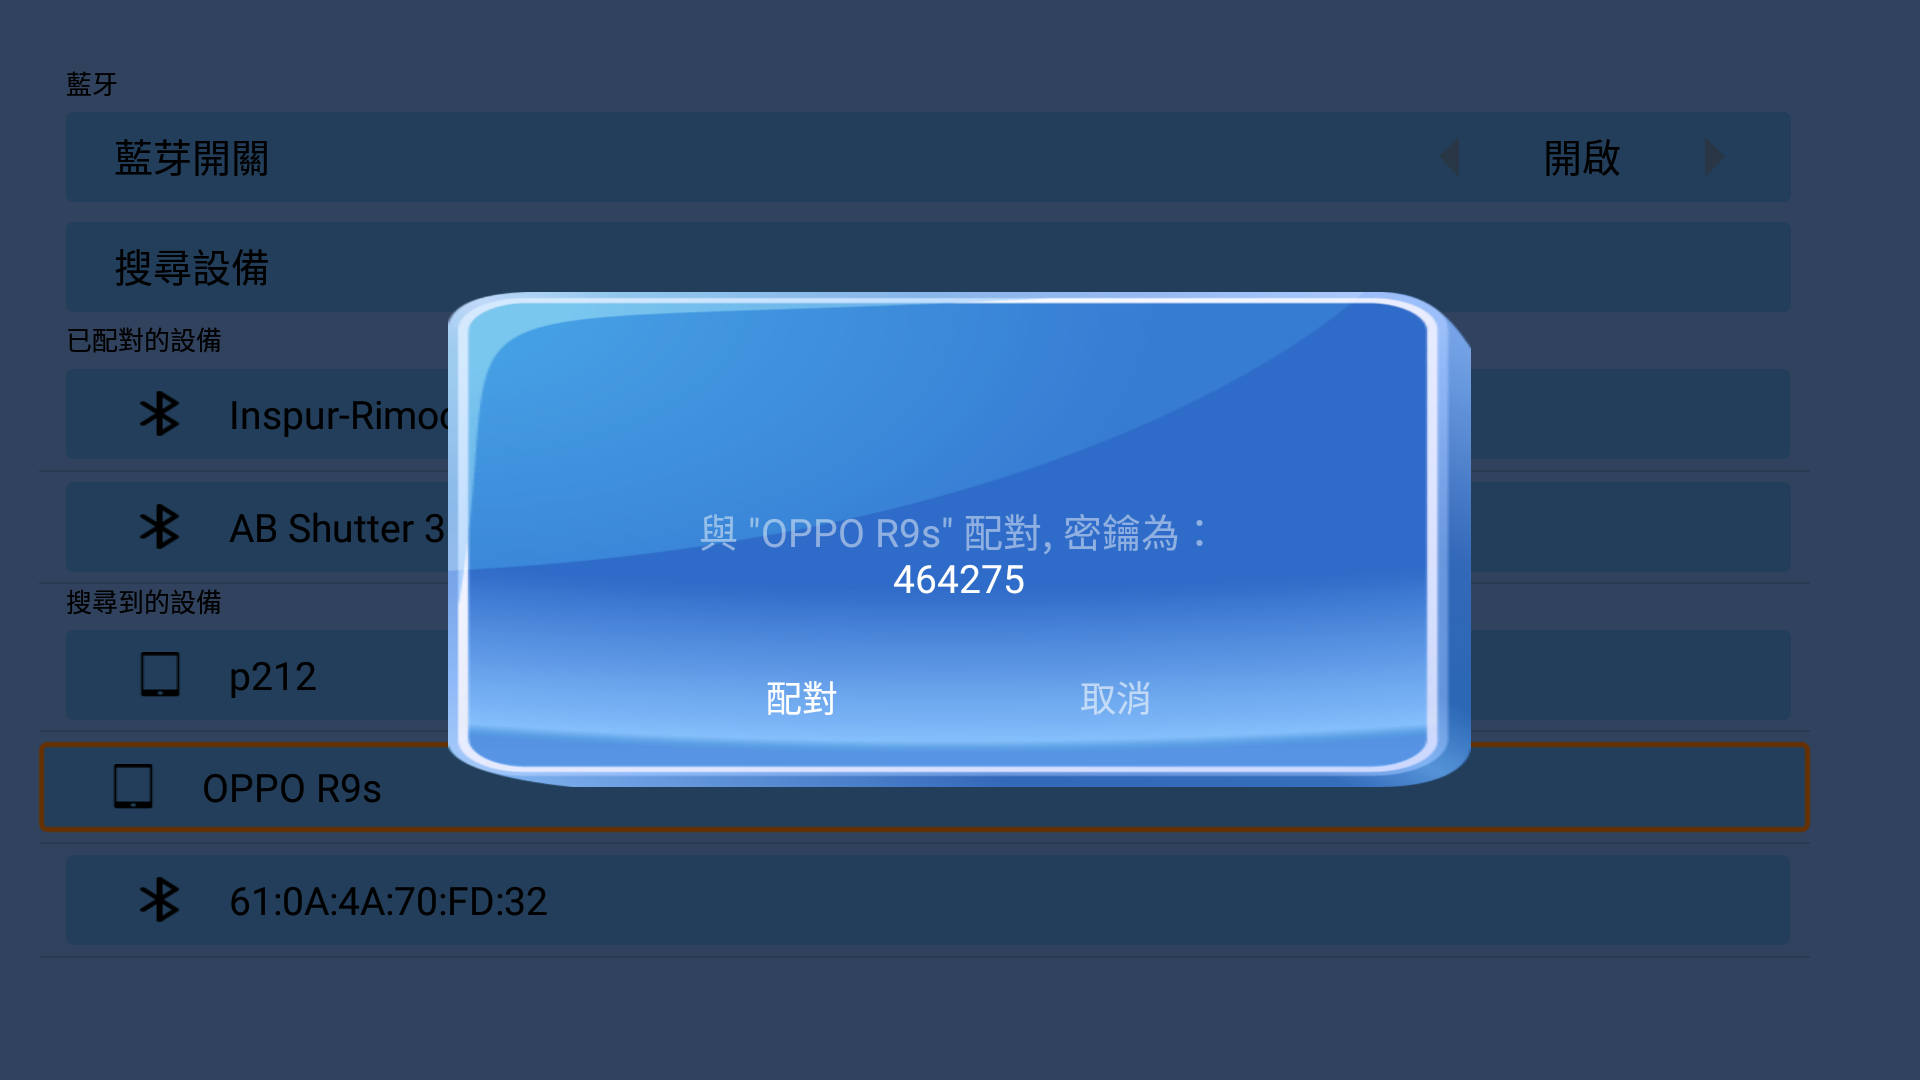 藍牙
藍芽開關
開啟
搜尋設備
已配對的設備
AB Shutter 3
搜尋到的設備
p212
OPPO R9s
61:0A:4A:70:FD:32
與 "OPPO R9s" 配對, 密鑰為：
464275
配對
取消